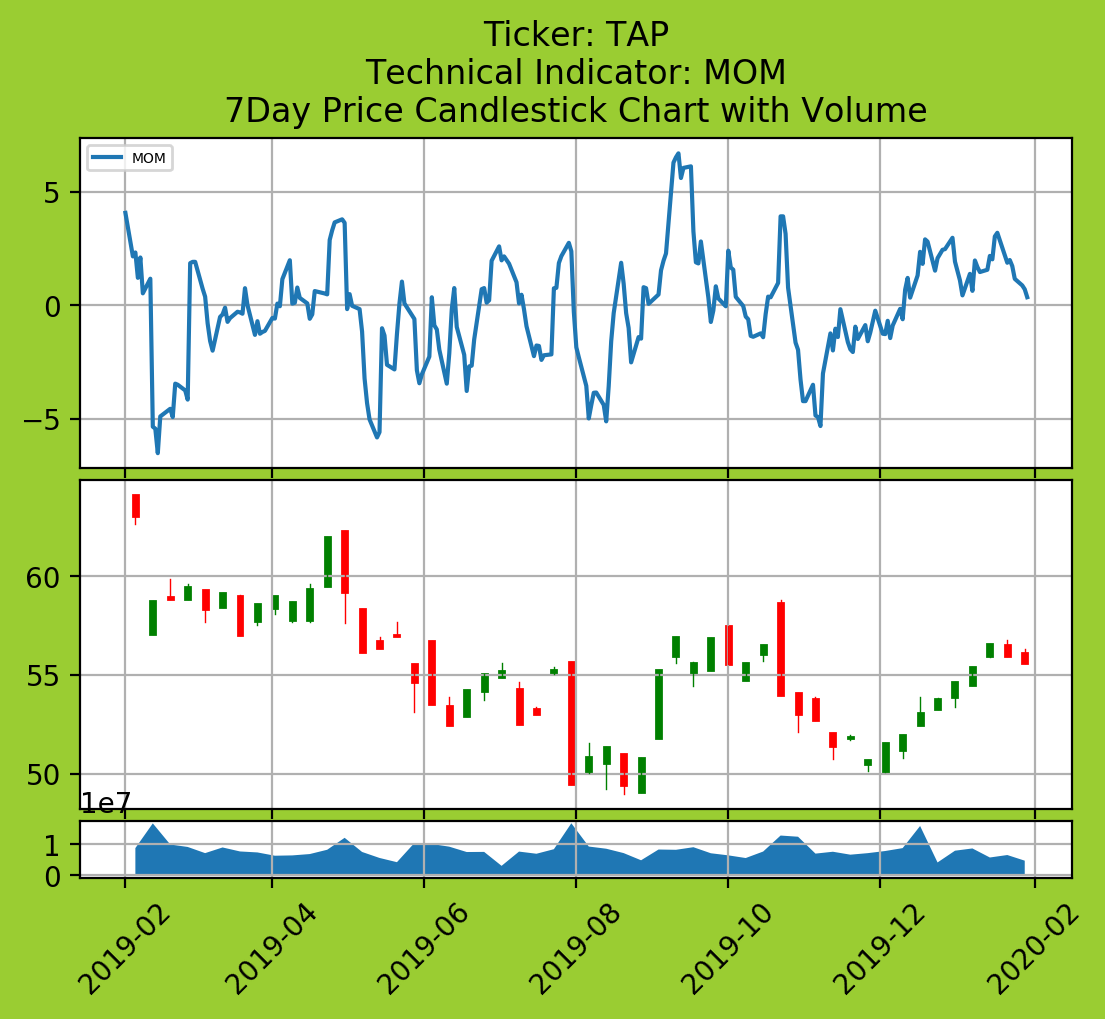 Ticker: TAP
Technical Indicator: MOM
7Day Price Candlestick Chart with Volume
MOM
5
0
−5
60
55
50
1e7
1
0
2019-02 2019-04 2019-06 2019-08 2019-10 2019-12 2020-02